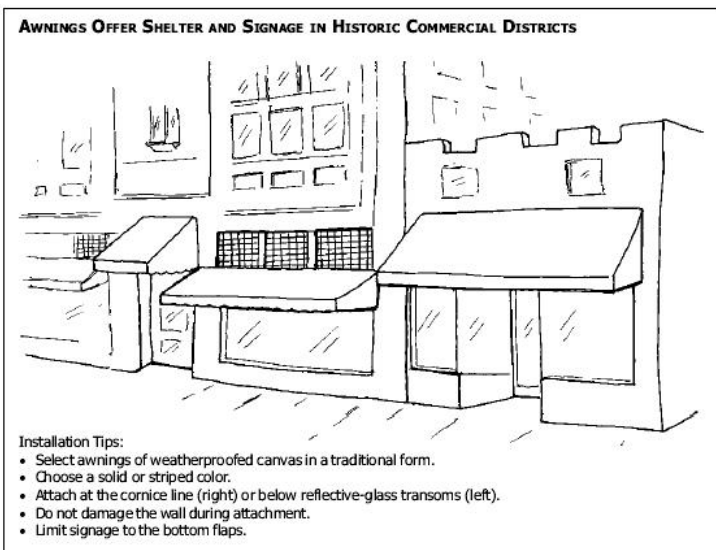 AWNINGS OFFER SHELTER AND SIGNAGE IN HISTORIC COMMERCIAL DISTRICTS
Installation Tips:
• Select awnings of weatherproofed canvas in a traditional form.
• Choose a solid or striped color.
• Attach at the cornice line (right) or below reflective-glass transoms (left).
• Do not damage the wall during attachment.
• Limit signage to the bottom flaps.